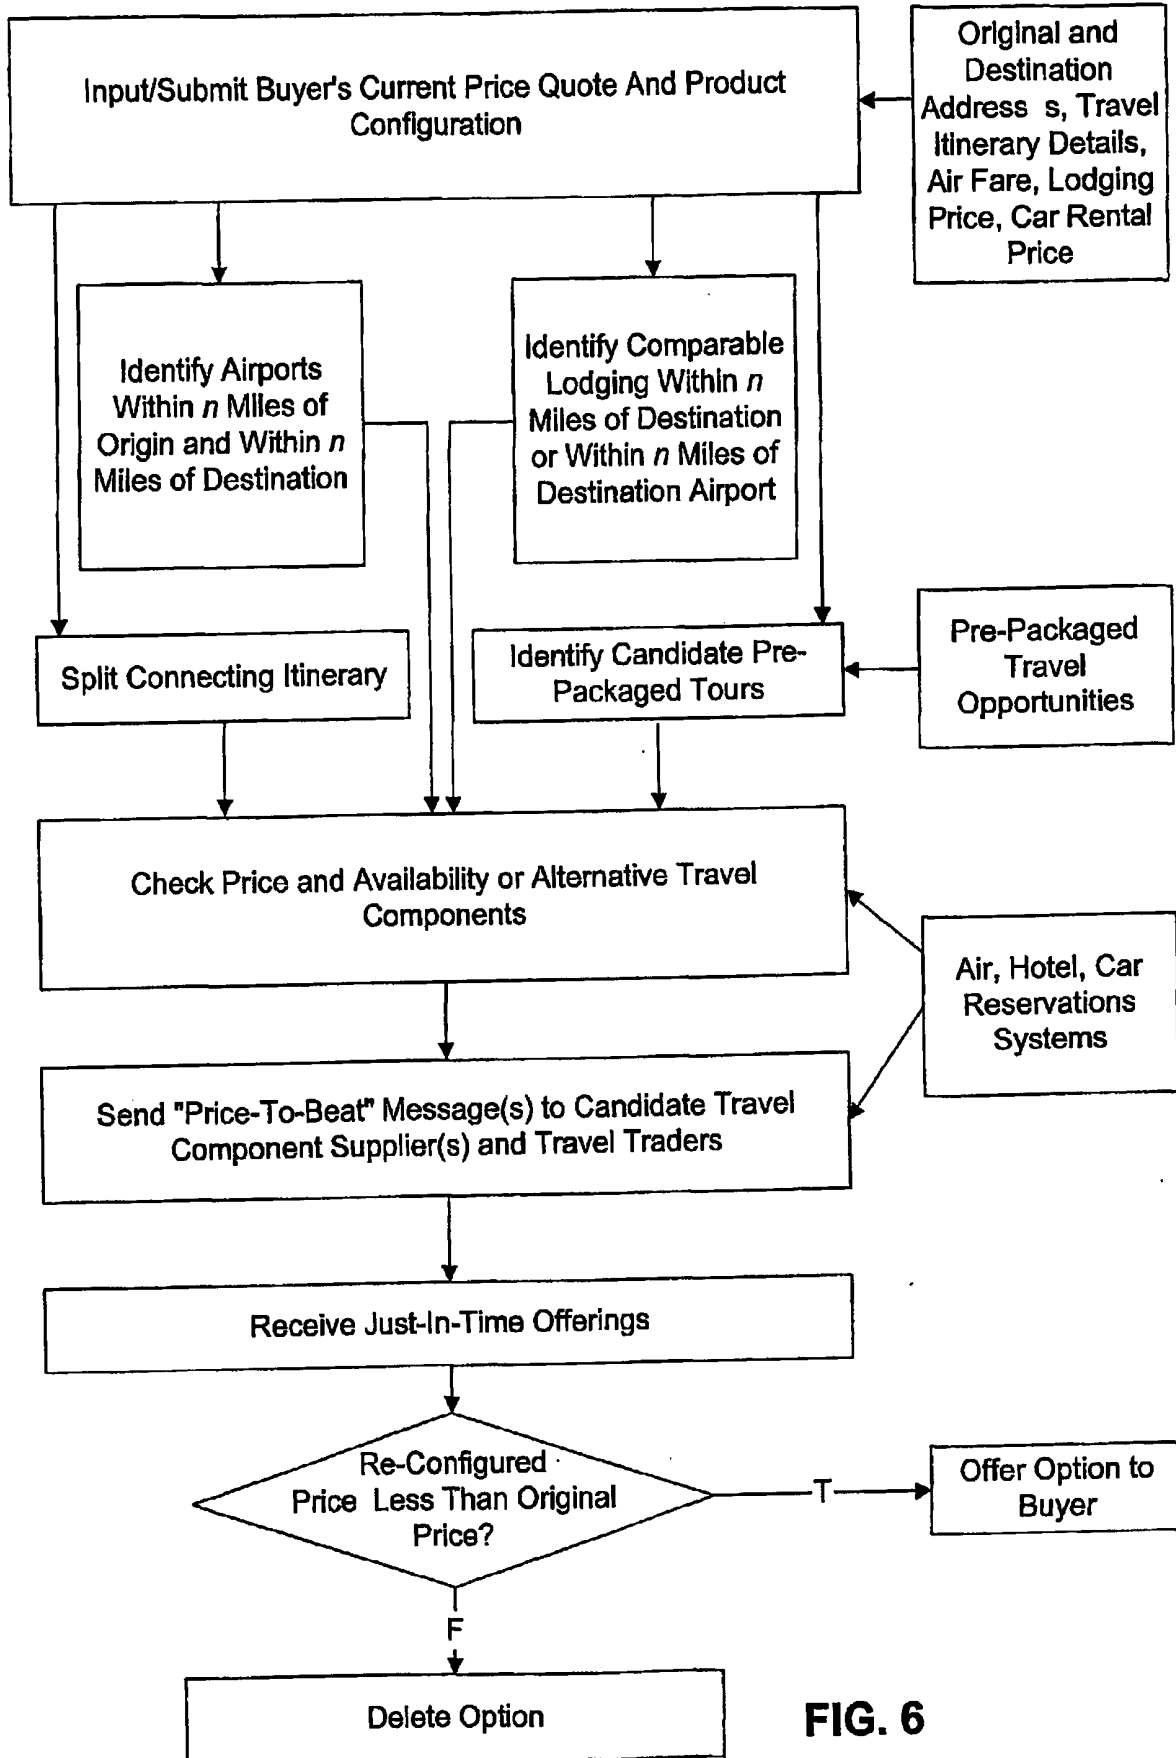 Input/Submit Buyer's Current Price Quote And Product
Configuration
Original and
Destination
Address s, Travel
Itinerary Details,
Air Fare, Lodging
Price, Car Rental
Price
Identify Airports
Within n Miles of
Origin and Within n
Miles of Destination
Identify Comparable
Lodging Within n
Miles of Destination
or Within n Miles of
Destination Airport
Split Connecting Itinerary
Identify Candidate Pre-
Packaged Tours
Pre-Packaged
Travel
Opportunities
Check Price and Availability or Alternative Travel
Components
Air, Hotel, Car
Reservations
Systems
Send "Price-To-Beat" Message(s) to Candidate Travel
Component Supplier(s) and Travel Traders
Receive Just-In-Time Offerings
Re-Configured
Price Less Than Original
Price?
T
Offer Option to
Buyer
F
Delete Option
FIG. 6